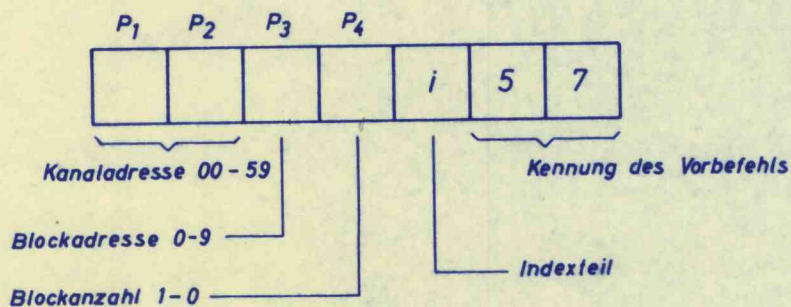 P1 P2 P3 P4
i 5 7
Kanaladresse 00-59
Kennung des Vorbefehls
Blockadresse 0-9
Indexteil
Blockanzahl 1-0